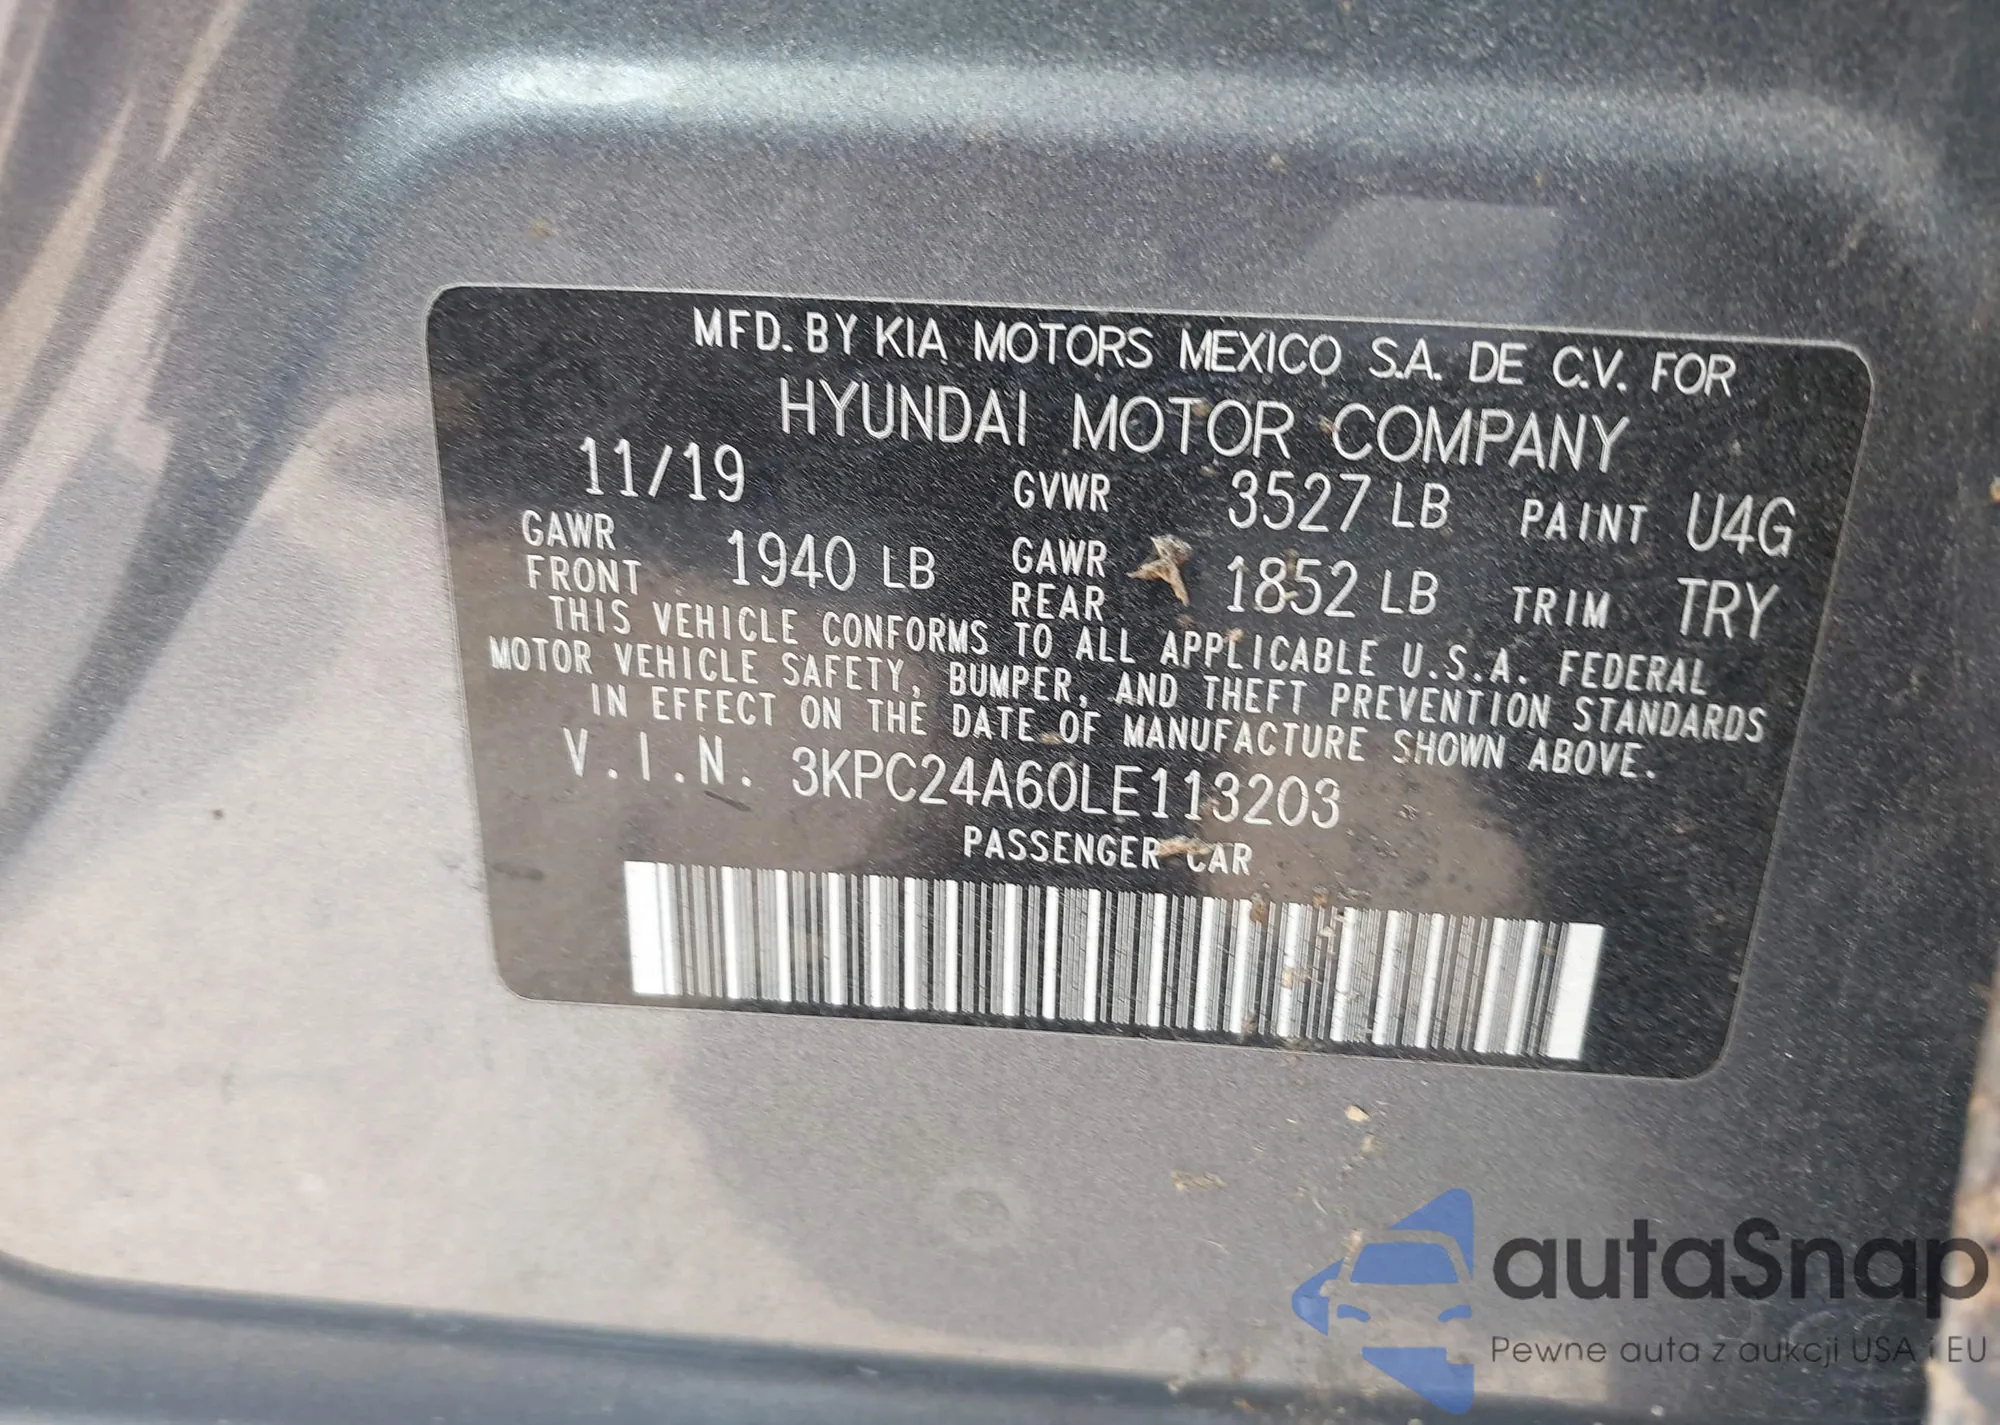 MFD. BY KIA MOTORS MEXICO S.A. DE C.V. FOR
HYUNDAI MOTOR COMPANY
11/19 GVWR 3527 LB PAINT U4G
GAWR FRONT 1940 LB GAWR REAR 1852 LB TRIM TRY
THIS VEHICLE CONFORMS TO ALL APPLICABLE U.S.A. FEDERAL
MOTOR VEHICLE SAFETY, BUMPER, AND THEFT PREVENTION STANDARDS
IN EFFECT ON THE DATE OF MANUFACTURE SHOWN ABOVE.
V.I.N. 3KPC24A60LE113203
PASSENGER CAR
autaSnap
Pewne auta z aukcji USA i EU